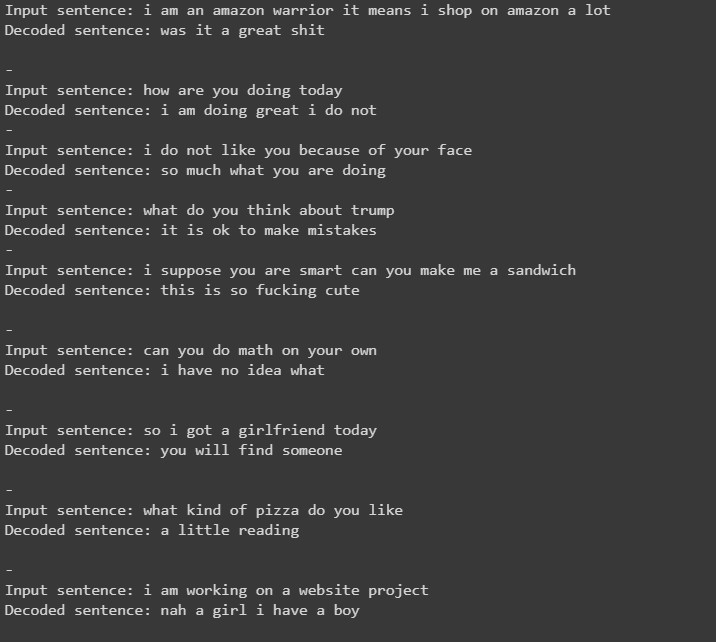 Input sentence: i am an amazon warrior it means i shop on amazon a lot
Decoded sentence: was it a great shit
-
Input sentence: how are you doing today
Decoded sentence: i am doing great i do not
-
Input sentence: i do not like you because of your face
Decoded sentence: so much what you are doing
-
Input sentence: what do you think about trump
Decoded sentence: it is ok to make mistakes
-
Input sentence: i suppose you are smart can you make me a sandwich
Decoded sentence: this is so fucking cute
-
Input sentence: can you do math on your own
Decoded sentence: i have no idea what
-
Input sentence: so i got a girlfriend today
Decoded sentence: you will find someone
-
Input sentence: what kind of pizza do you like
Decoded sentence: a little reading
-
Input sentence: i am working on a website project
Decoded sentence: nah a girl i have a boy